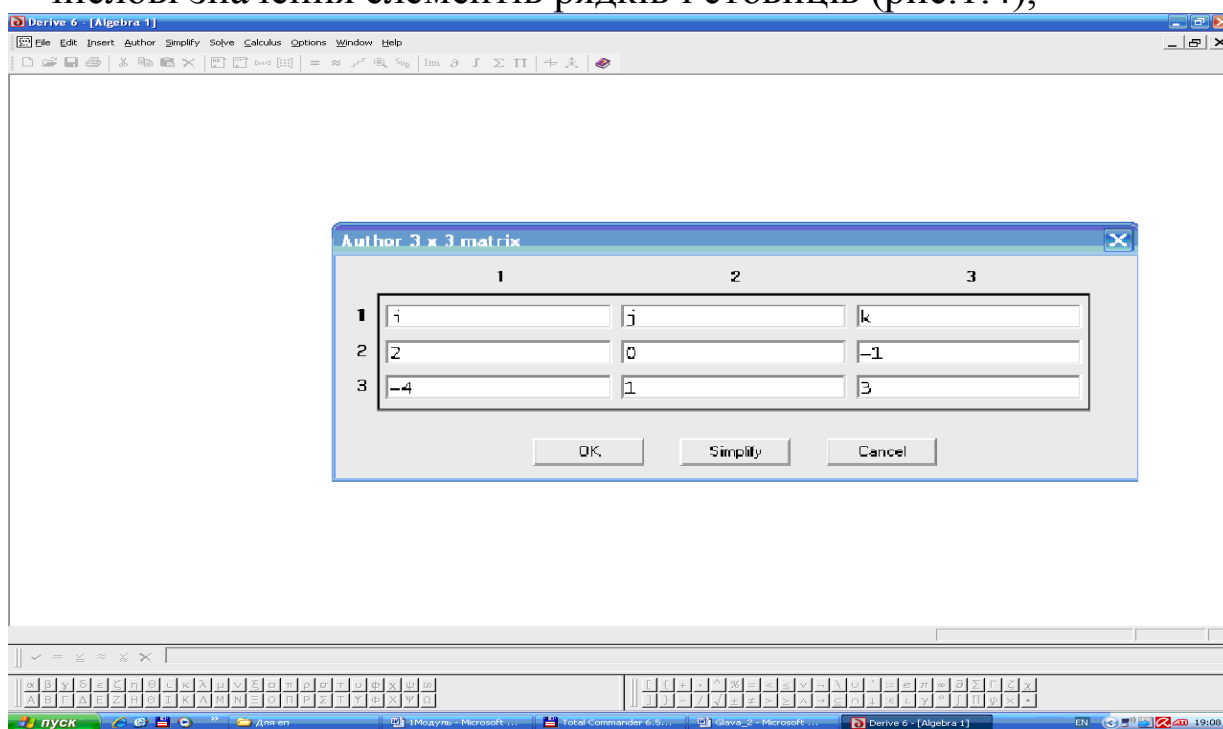 числові значення елементів рядків і стовпців (рис.1.4);
Derive 6 - [Algebra 1]
File Edit Insert Author Simplify Solve Calculus Options Window Help
= ≈ lim ∂ ∫ Σ Π
Author 3 x 3 matrix
1 2 3
1 i j k
2 2 0 -1
3 -4 1 3
OK Simplify Cancel
α β γ δ ε ζ η θ ι κ λ μ ν ξ ο π ρ σ τ υ φ χ ψ ω
Α Β Γ Δ Ε Ζ Η Θ Ι Κ Λ Μ Ν Ξ Ο Π Ρ Σ Τ Υ Φ Χ Ψ Ω
пуск Для еп 1Модуль - Microsoft ... Total Commander 6.5... Glava_2 - Microsoft ... Derive 6 - [Algebra 1] EN 19:08